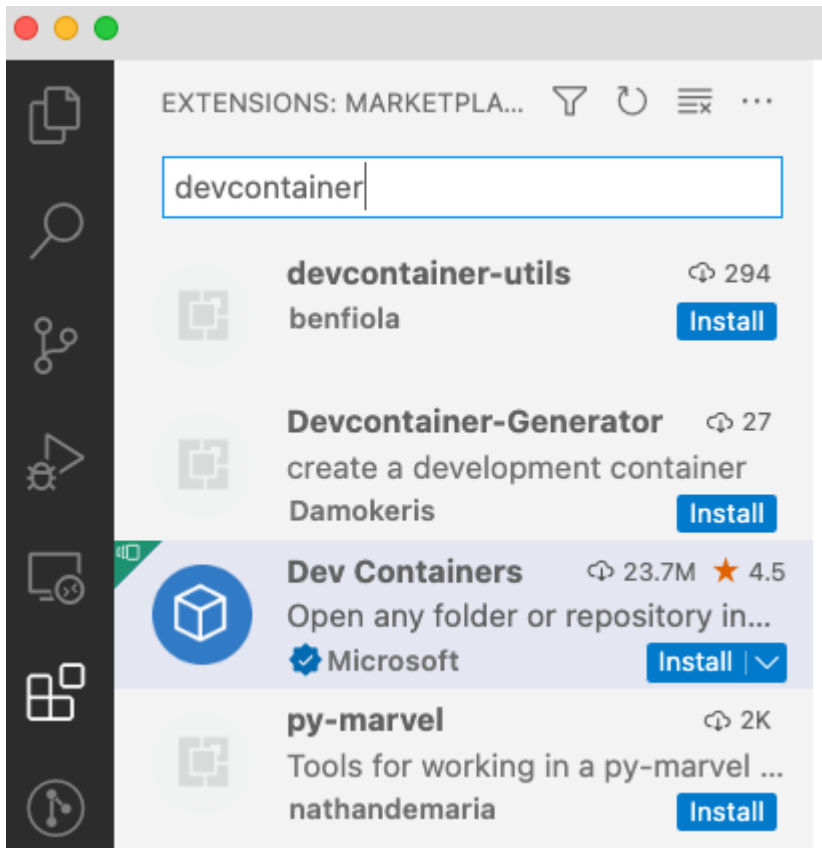 EXTENSIONS: MARKETPLA...
devcontainer
devcontainer-utils 294
benfiola Install
Devcontainer-Generator 27
create a development container
Damokeris Install
Dev Containers 23.7M ★ 4.5
Open any folder or repository in...
Microsoft Install
py-marvel 2K
Tools for working in a py-marvel ...
nathandemaria Install